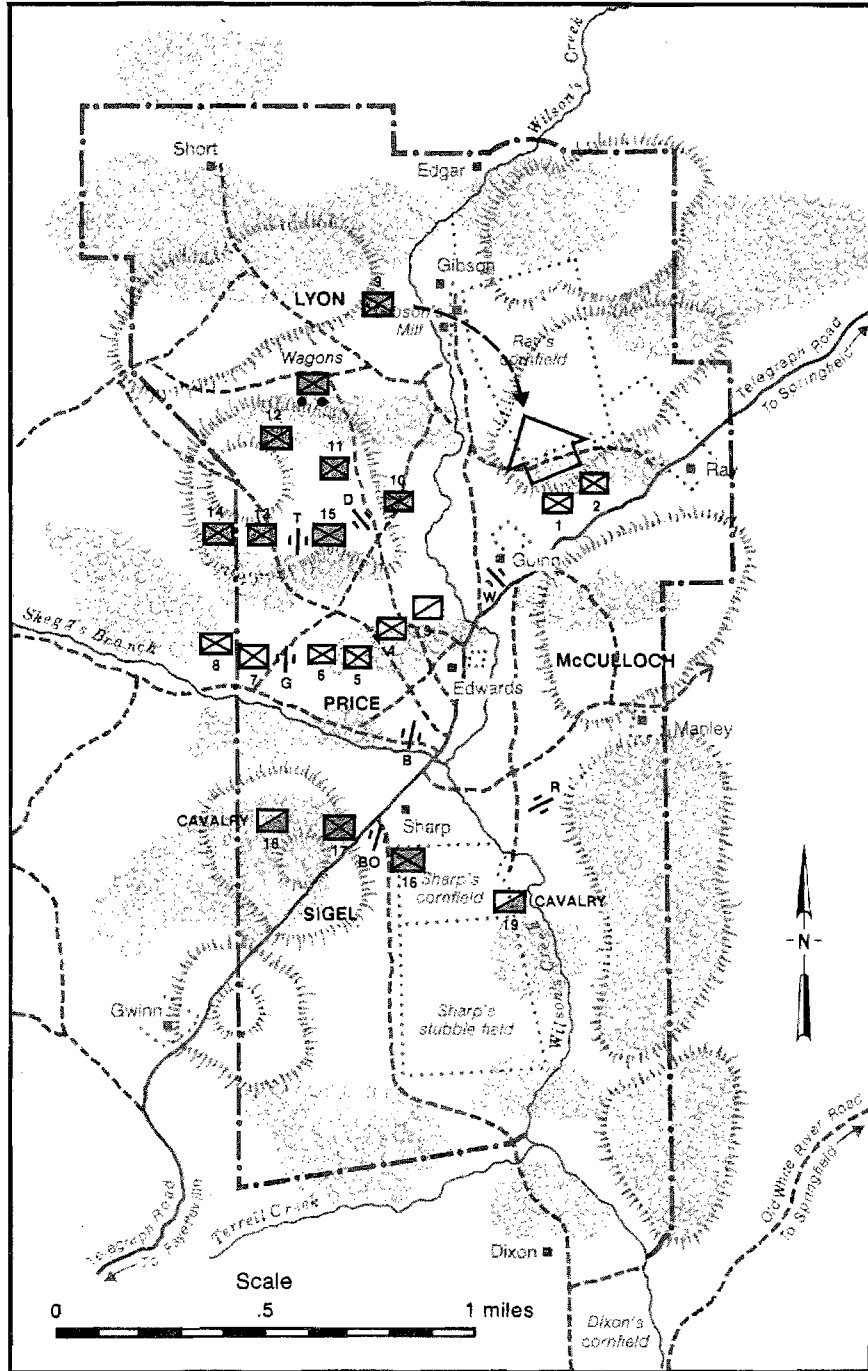 Wilson's Creek
Short
Edgar
Gibson
LYON
9
Mill
Ray's
cornfield
Wagons
Telegraph Road
To Springfield
12
11
10
Ray
D
2
1
14
13
T
15
Guinn
W
Skegg's Branch
3
4
McCULLOCH
8
7
G
6
5
PRICE
Edwards
Manley
B
R
CAVALRY
18
17
Sharp
BO
16
Sharp's
cornfield
CAVALRY
19
SIGEL
N
Wilson's Creek
Gwinn
Sharp's
stubble field
Old White River Road
To Springfield
Telegraph Road
To Fayetteville
Terrell Creek
Dixon
Scale
0 .5 1 miles
Dixon's
cornfield